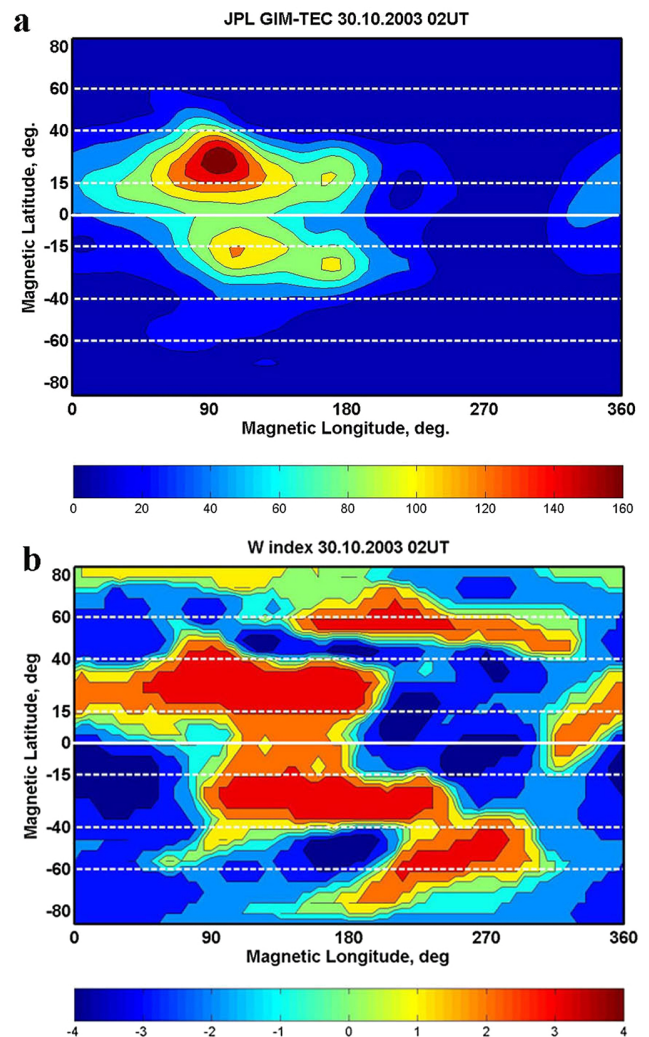 a
JPL GIM-TEC 30.10.2003 02UT
Magnetic Latitude, deg.
80
60
40
15
0
-15
-40
-60
-80
0 90 180 270 360
Magnetic Longitude, deg.
0 20 40 60 80 100 120 140 160
b
W index 30.10.2003 02UT
Magnetic Latitude, deg
80
60
40
15
0
-15
-40
-60
-80
0 90 180 270 360
Magnetic Longitude, deg
-4 -3 -2 -1 0 1 2 3 4